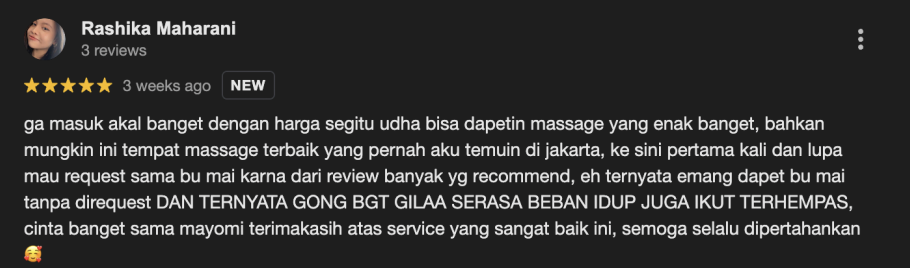 Rashika Maharani
3 reviews
3 weeks ago NEW
ga masuk akal banget dengan harga segitu udha bisa dapetin massage yang enak banget, bahkan
mungkin ini tempat massage terbaik yang pernah aku temuin di jakarta, ke sini pertama kali dan lupa
mau request sama bu mai karna dari review banyak yg recommend, eh ternyata emang dapet bu mai
tanpa direquest DAN TERNYATA GONG BGT GILAA SERASA BEBAN IDUP JUGA IKUT TERHEMPAS,
cinta banget sama mayomi terimakasih atas service yang sangat baik ini, semoga selalu dipertahankan
🥰